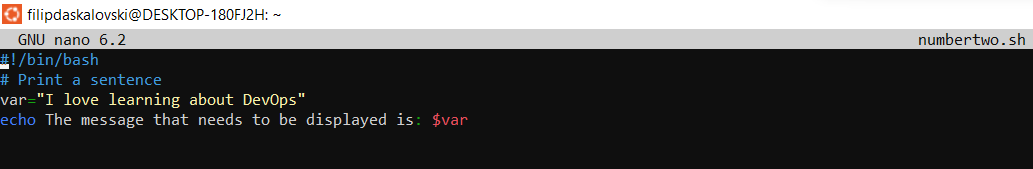 filipdaskalovski@DESKTOP-180FJ2H: ~
GNU nano 6.2 numbertwo.sh
#!/bin/bash
# Print a sentence
var="I love learning about DevOps"
echo The message that needs to be displayed is: $var